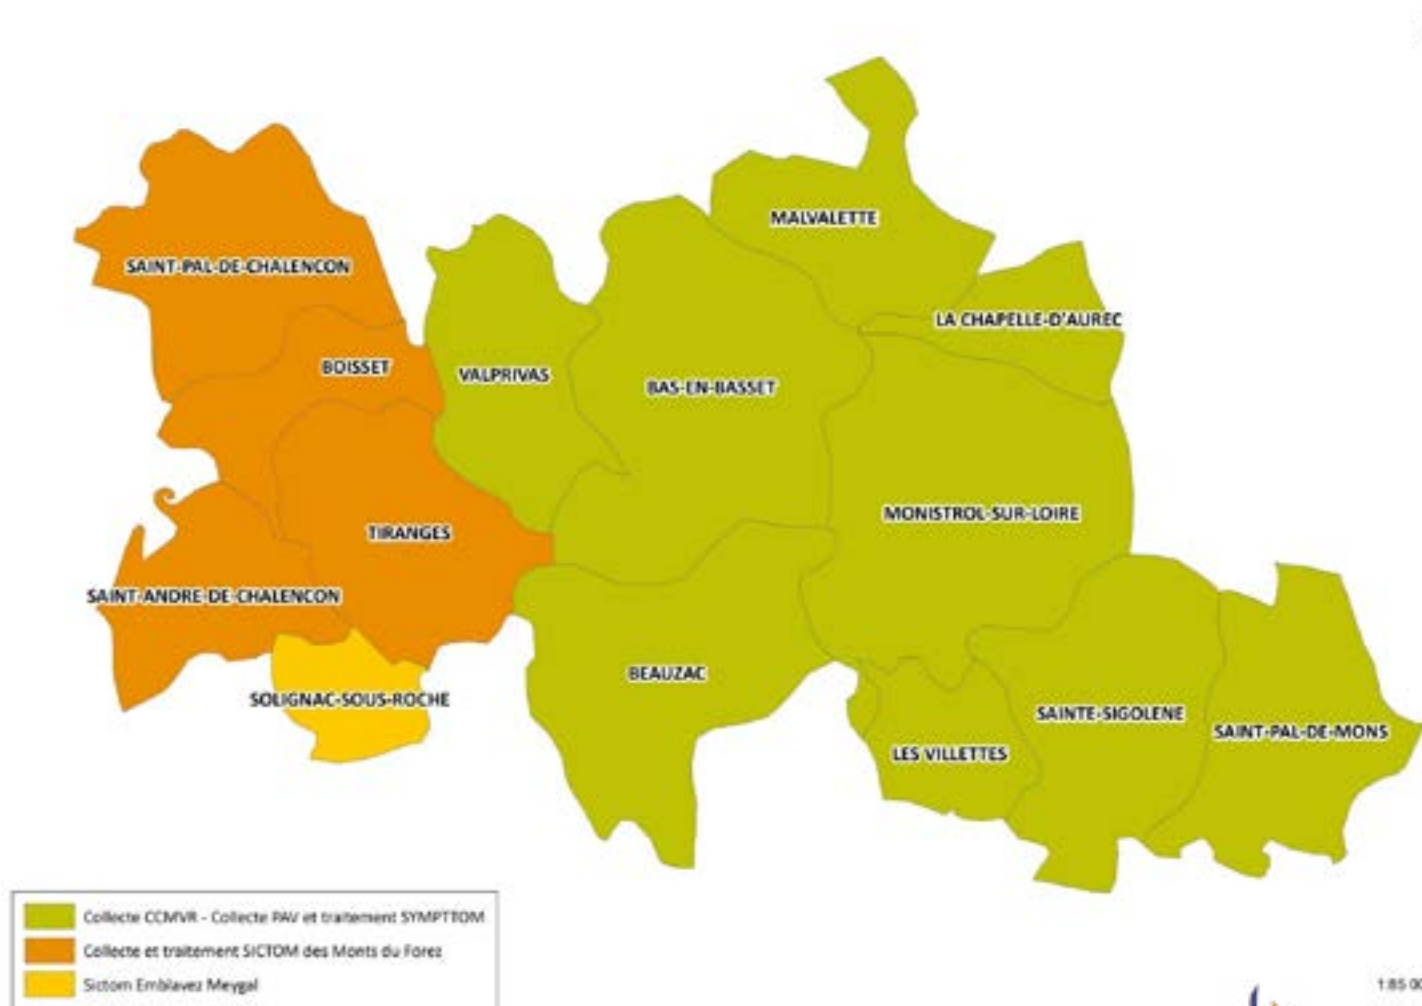 MALVALETTE
SAINT-PAL-DE-CHALENCON
LA CHAPELLE-D'AUREC
BOISSET
VALPRIVAS
BAS-EN-BASSET
MONISTROL-SUR-LOIRE
TIRANGES
SAINT-ANDRE-DE-CHALENCON
BEAUZAC
SOLIGNAC-SOUS-ROCHE
SAINTE-SIGOLENE
SAINT-PAL-DE-MONS
LES VILLETTES
Collecte CCMVR - Collecte PAV et traitement SYMPTTOM
Collecte et traitement SICTOM des Monts du Forez
Sictom Emblavez Meygal